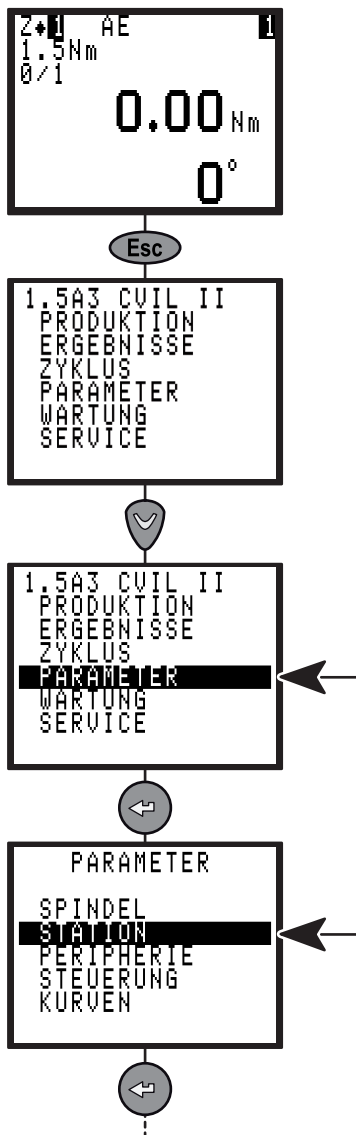 Z♦1 AE 1
1.5Nm
0/1
0.00 Nm
0°
Esc
1.5A3 CVIL II
PRODUKTION
ERGEBNISSE
ZYKLUS
PARAMETER
WARTUNG
SERVICE
1.5A3 CVIL II
PRODUKTION
ERGEBNISSE
ZYKLUS
PARAMETER
WARTUNG
SERVICE
PARAMETER
SPINDEL
STATION
PERIPHERIE
STEUERUNG
KURVEN